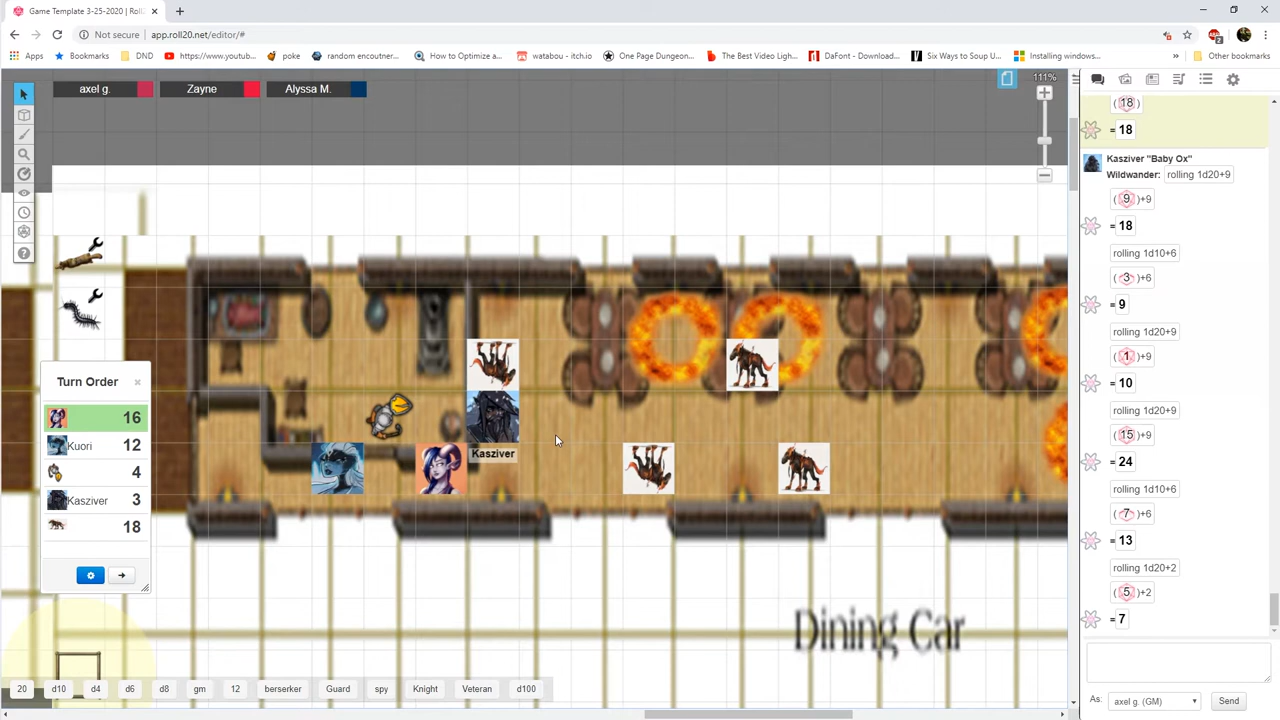 Game Template 3-25-2020 | Roll
Not secure | app.roll20.net/editor/#
Apps Bookmarks DND https://www.youtub... poke random encoutner... How to Optimize a... watabou - itch.io One Page Dungeon... The Best Video Ligh... DaFont - Download... Six Ways to Soup U... Installing windows... » Other bookmarks
axel g. Zayne Alyssa M.
111%
Turn Order ×
16
Kuori 12
4
Kasziver 3
18
Kasziver
Dining Car
20 d10 d4 d6 d8 gm 12 berserker Guard spy Knight Veteran d100
(18)
= 18
Kasziver "Baby Ox"
Wildwander: rolling 1d20+9
(9)+9
= 18
rolling 1d10+6
(3)+6
= 9
rolling 1d20+9
(1)+9
= 10
rolling 1d20+9
(15)+9
= 24
rolling 1d10+6
(7)+6
= 13
rolling 1d20+2
(5)+2
= 7
As: axel g. (GM) Send